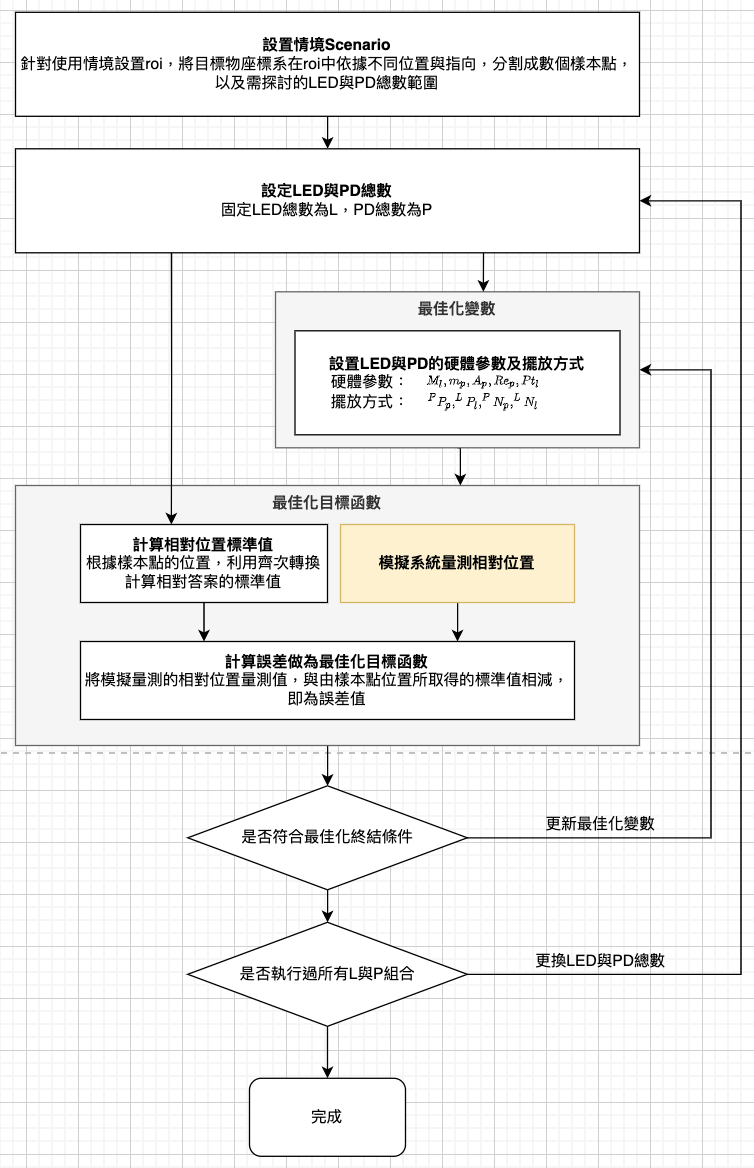 設置情境Scenario
針對使用情境設置roi，將目標物座標系在roi中依據不同位置與指向，分割成數個樣本點，
以及需探討的LED與PD總數範圍
設定LED與PD總數
固定LED總數為L，PD總數為P
最佳化變數
設置LED與PD的硬體參數及擺放方式
硬體參數： M_l, m_p, A_p, Re_p, Pt_l
擺放方式： ^P P_p, ^L P_l, ^P N_p, ^L N_l
最佳化目標函數
計算相對位置標準值
根據樣本點的位置，利用齊次轉換
計算相對答案的標準值
模擬系統量測相對位置
計算誤差做為最佳化目標函數
將模擬量測的相對位置量測值，與由樣本點位置所取得的標準值相減，
即為誤差值
是否符合最佳化終結條件
更新最佳化變數
是否執行過所有L與P組合
更換LED與PD總數
完成